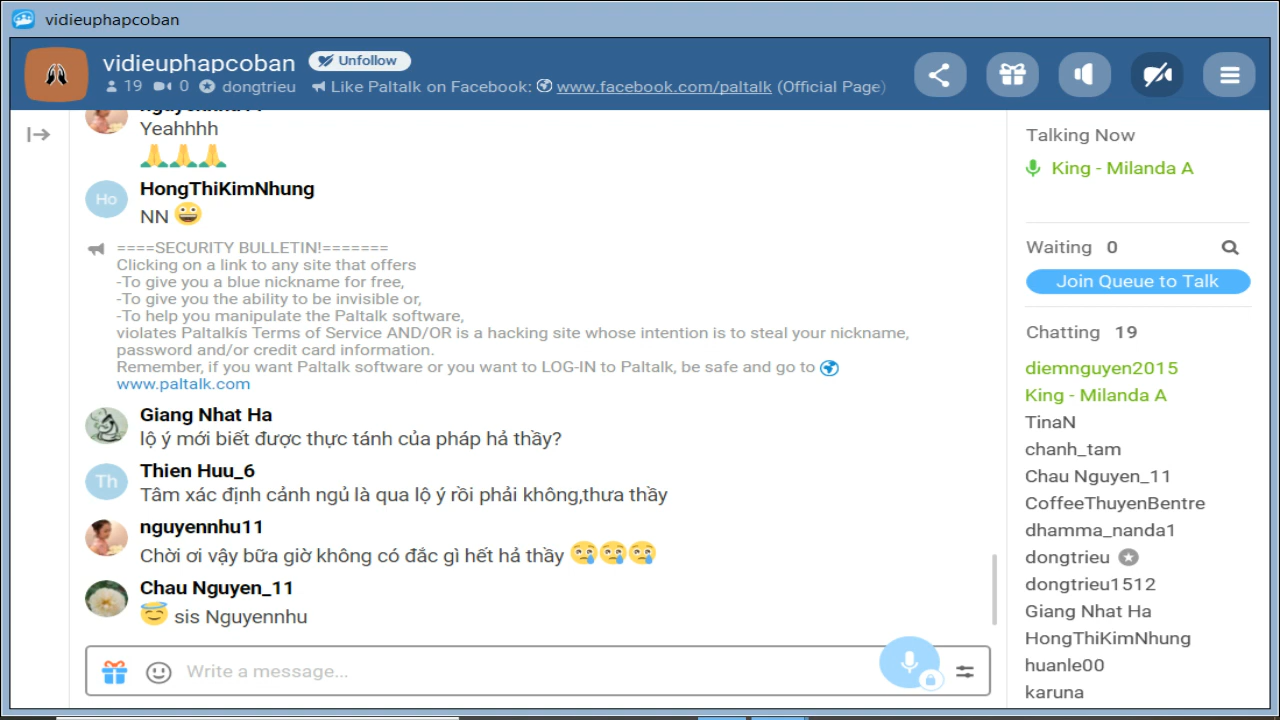 vidieuphapcoban
vidieuphapcoban Unfollow
19 0 dongtrieu Like Paltalk on Facebook: www.facebook.com/paltalk (Official Page)
Yeahhhh
Ho HongThiKimNhung
NN
====SECURITY BULLETIN!=======
Clicking on a link to any site that offers
-To give you a blue nickname for free,
-To give you the ability to be invisible or,
-To help you manipulate the Paltalk software,
violates Paltalkís Terms of Service AND/OR is a hacking site whose intention is to steal your nickname,
password and/or credit card information.
Remember, if you want Paltalk software or you want to LOG-IN to Paltalk, be safe and go to
www.paltalk.com
Giang Nhat Ha
lộ ý mới biết được thực tánh của pháp hả thầy?
Th Thien Huu_6
Tâm xác định cảnh ngủ là qua lộ ý rồi phải không,thưa thầy
nguyennhu11
Chời ơi vậy bữa giờ không có đắc gì hết hả thầy
Chau Nguyen_11
sis Nguyennhu
Write a message...
Talking Now
King - Milanda A
Waiting 0
Join Queue to Talk
Chatting 19
diemnguyen2015
King - Milanda A
TinaN
chanh_tam
Chau Nguyen_11
CoffeeThuyenBentre
dhamma_nanda1
dongtrieu
dongtrieu1512
Giang Nhat Ha
HongThiKimNhung
huanle00
karuna